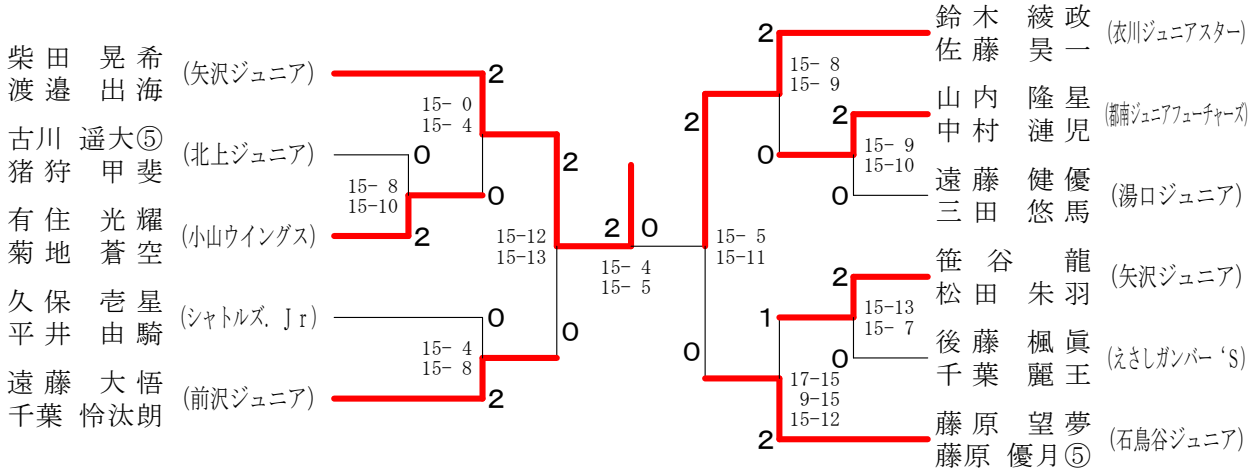 柴田 晃希
渡邉 出海
(矢沢ジュニア)
2
15- 0
15- 4
古川 遥大⑤
猪狩 甲斐
(北上ジュニア)
0
15- 8
15-10
0
有住 光耀
菊地 蒼空
(小山ウイングス)
2
2
15-12
15-13
0
久保 壱星
平井 由騎
(シャトルズ. Jr)
0
15- 4
15- 8
遠藤 大悟
千葉 怜汰朗
(前沢ジュニア)
2
2 0
15- 4
15- 5
鈴木 綾政
佐藤 昊一
(衣川ジュニアスター)
2
15- 8
15- 9
2
山内 隆星
中村 漣児
(都南ジュニアフューチャーズ)
2
15- 9
15-10
0
遠藤 健優
三田 悠馬
(湯口ジュニア)
0
15- 5
15-11
笹谷 龍
松田 朱羽
(矢沢ジュニア)
2
15-13
15- 7
1
後藤 楓眞
千葉 麗王
(えさしガンバー‘S)
0
0
17-15
9-15
15-12
藤原 望夢
藤原 優月⑤
(石鳥谷ジュニア)
2